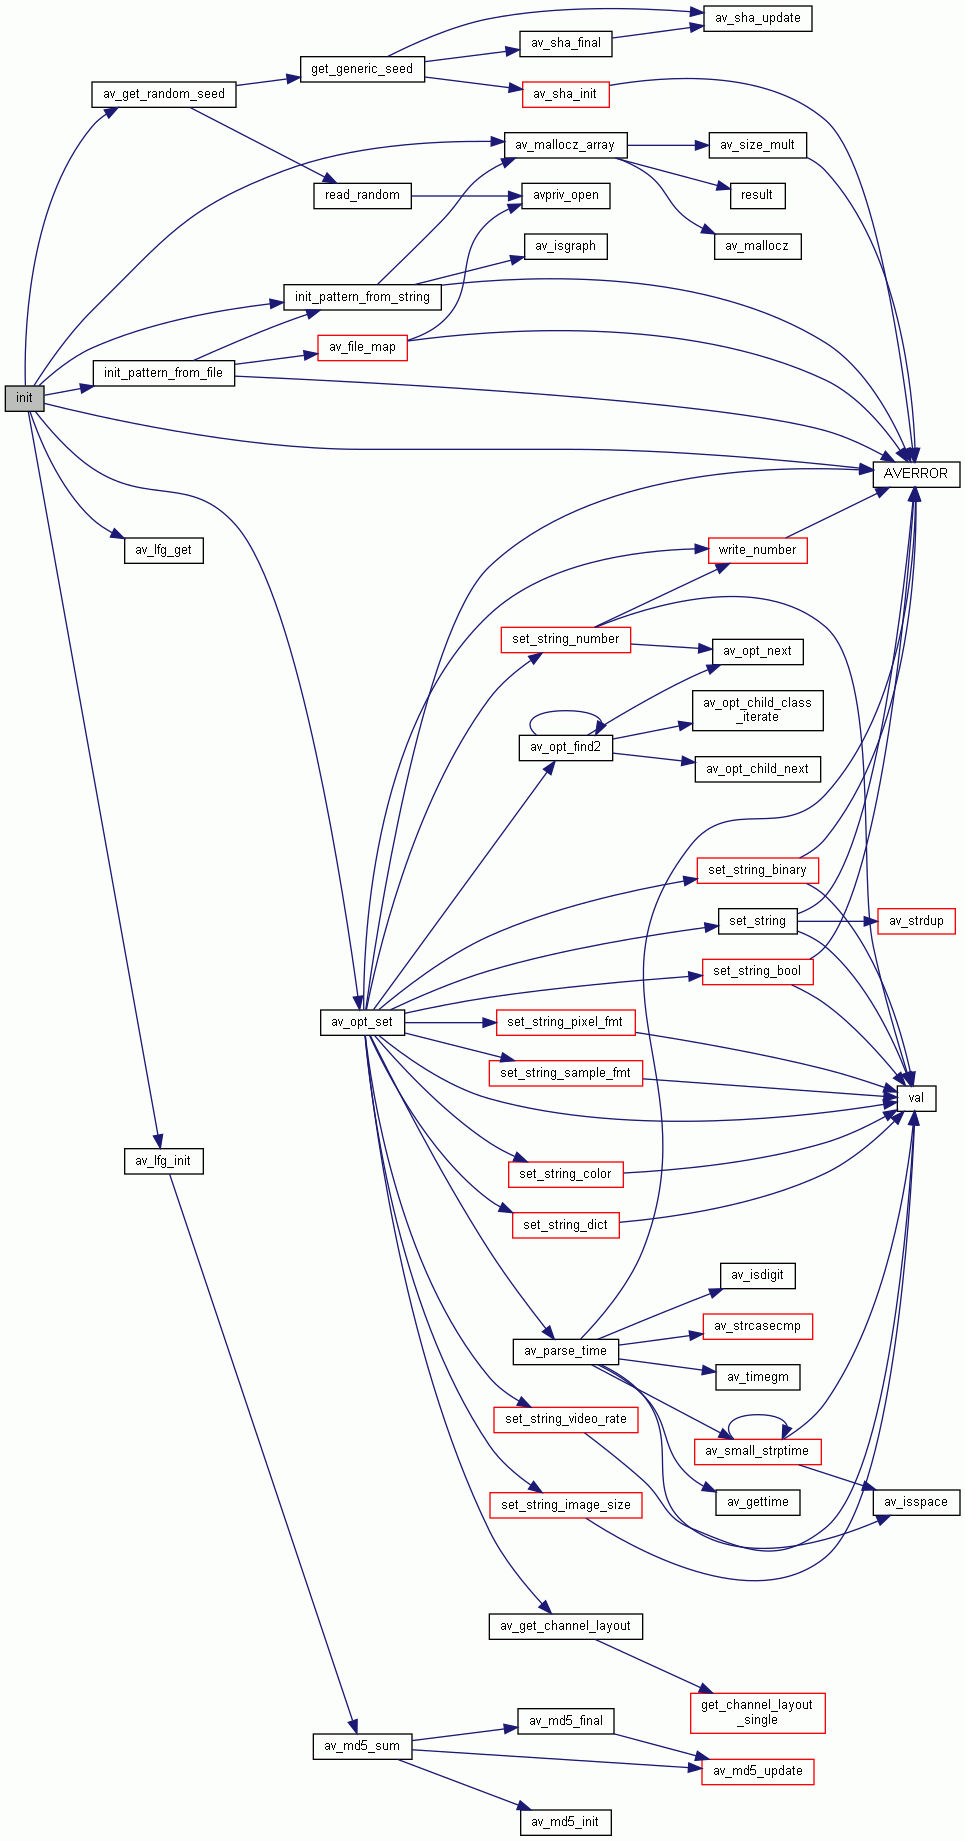 av_sha_update
av_sha_final
get_generic_seed
av_get_random_seed
av_sha_init
av_mallocz_array
av_size_mult
read_random
avpriv_open
result
av_isgraph
av_mallocz
init_pattern_from_string
av_file_map
init_pattern_from_file
init
AVERROR
av_lfg_get
write_number
set_string_number
av_opt_next
av_opt_child_class
_iterate
av_opt_find2
av_opt_child_next
set_string_binary
set_string
av_strdup
set_string_bool
av_opt_set
set_string_pixel_fmt
set_string_sample_fmt
val
av_lfg_init
set_string_color
set_string_dict
av_isdigit
av_strcasecmp
av_parse_time
av_timegm
set_string_video_rate
av_small_strptime
set_string_image_size
av_gettime
av_isspace
av_get_channel_layout
get_channel_layout
_single
av_md5_final
av_md5_sum
av_md5_update
av_md5_init